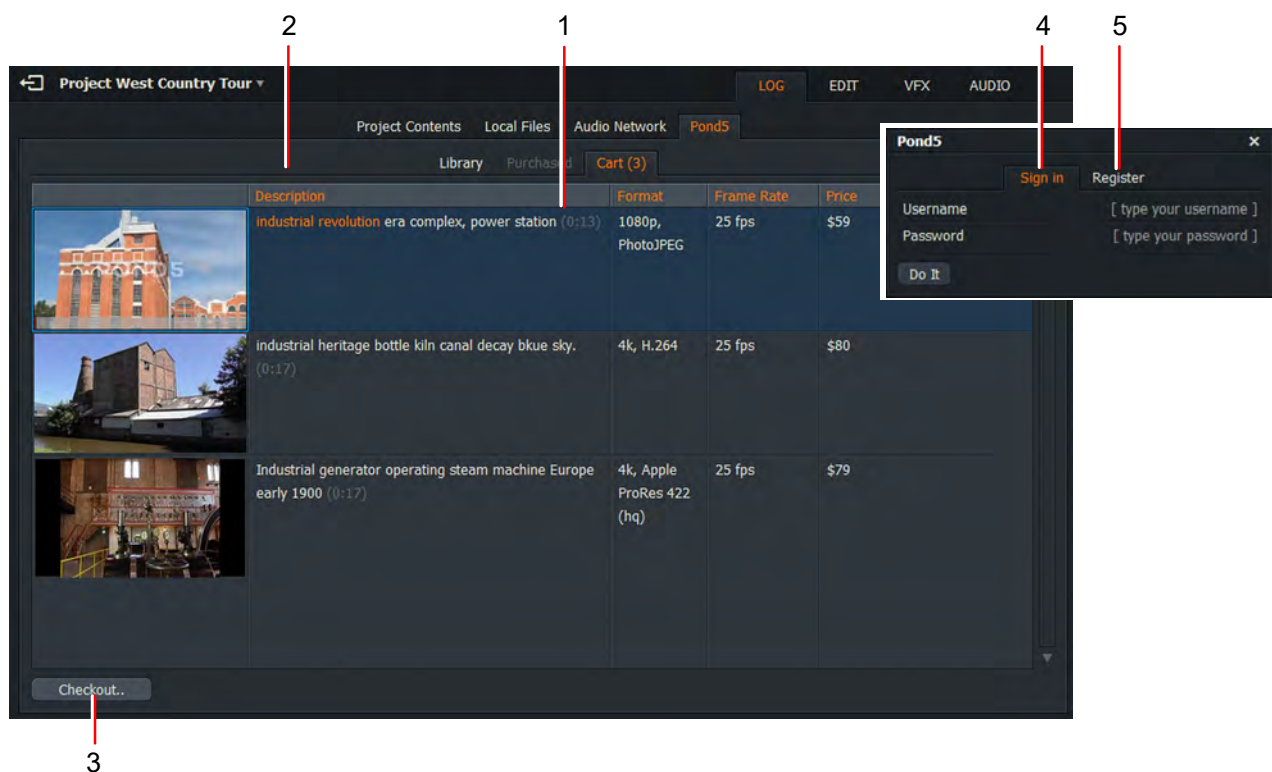 2 1 4 5
Project West Country Tour
LOG EDIT VFX AUDIO
Project Contents Local Files Audio Network Pond5
Library Purchased Cart (3)
Description Format Frame Rate Price
industrial revolution era complex, power station (0:13) 1080p, 25 fps $59
PhotoJPEG
POND5
industrial heritage bottle kiln canal decay bkue sky. 4k, H.264 25 fps $80
(0:17)
Industrial generator operating steam machine Europe 4k, Apple 25 fps $79
early 1900 (0:17) ProRes 422
(hq)
Checkout..
3
Pond5 ×
Sign in Register
Username [ type your username ]
Password [ type your password ]
Do It